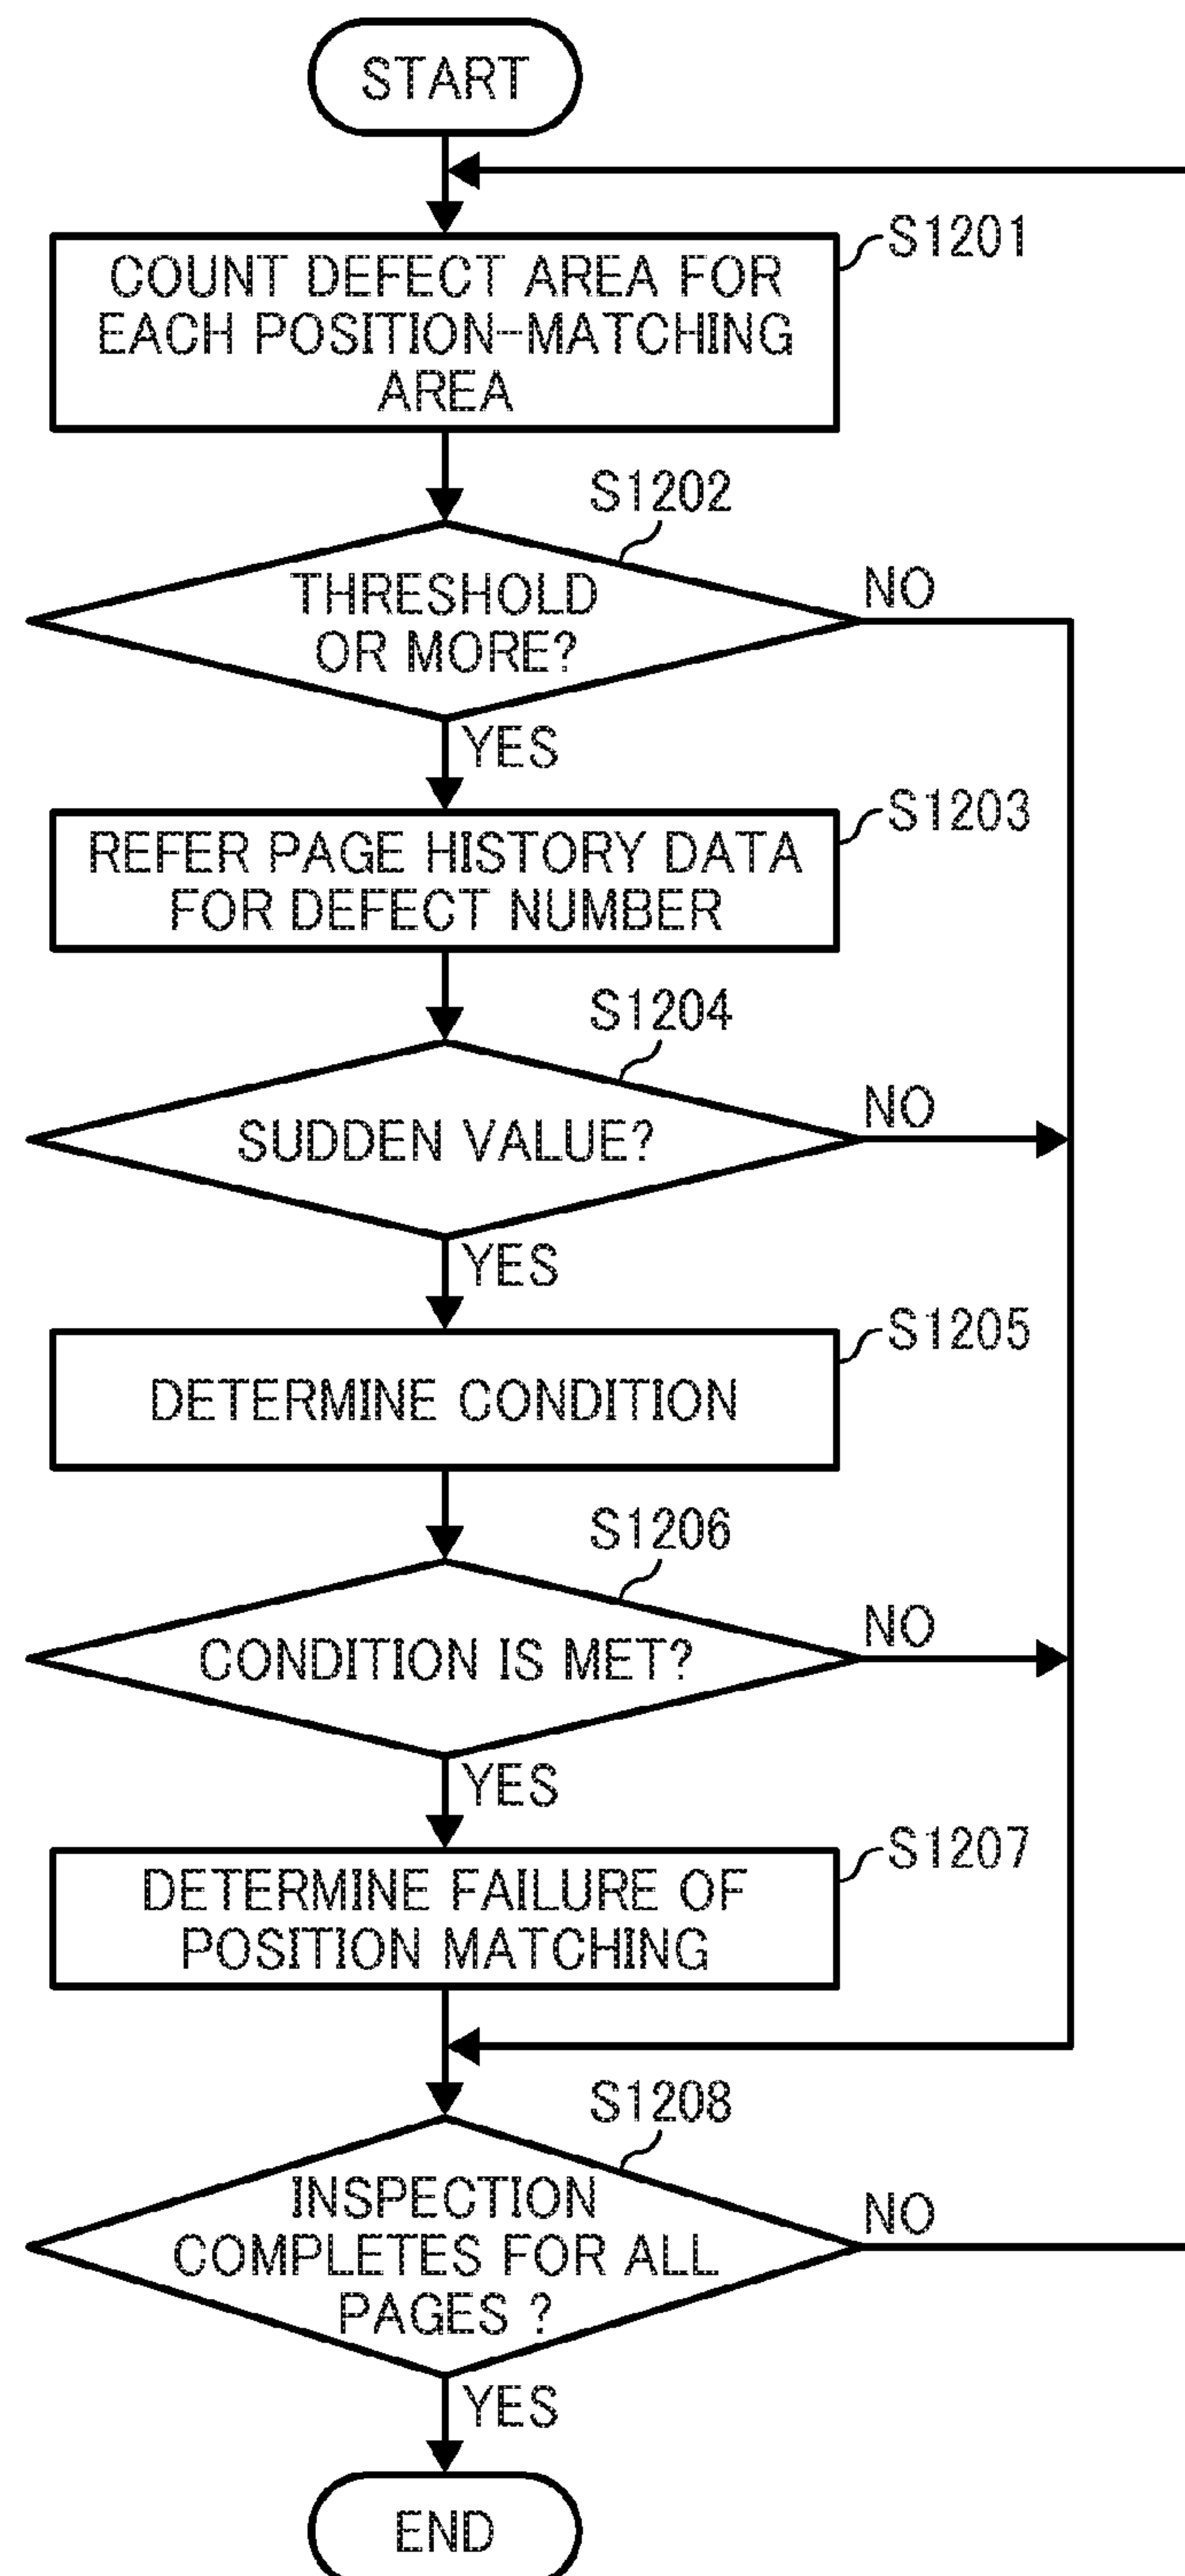 START
S1201
COUNT DEFECT AREA FOR
EACH POSITION-MATCHING
AREA
S1202
THRESHOLD
OR MORE?
NO
YES
S1203
REFER PAGE HISTORY DATA
FOR DEFECT NUMBER
S1204
SUDDEN VALUE?
NO
YES
S1205
DETERMINE CONDITION
S1206
CONDITION IS MET?
NO
YES
S1207
DETERMINE FAILURE OF
POSITION MATCHING
S1208
INSPECTION
COMPLETES FOR ALL
PAGES ?
NO
YES
END